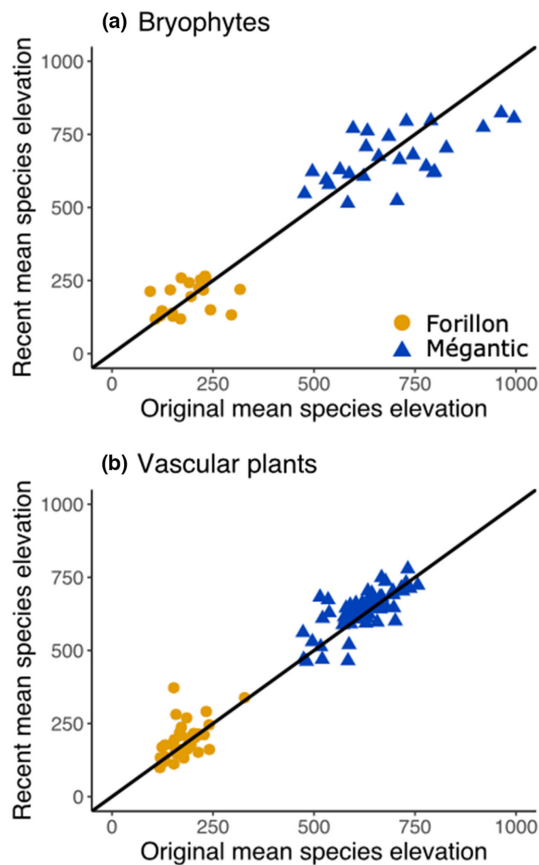 (a) Bryophytes
Recent mean species elevation
1000
750
500
250
0
Forillon
Mégantic
0 250 500 750 1000
Original mean species elevation
(b) Vascular plants
Recent mean species elevation
1000
750
500
250
0
0 250 500 750 1000
Original mean species elevation